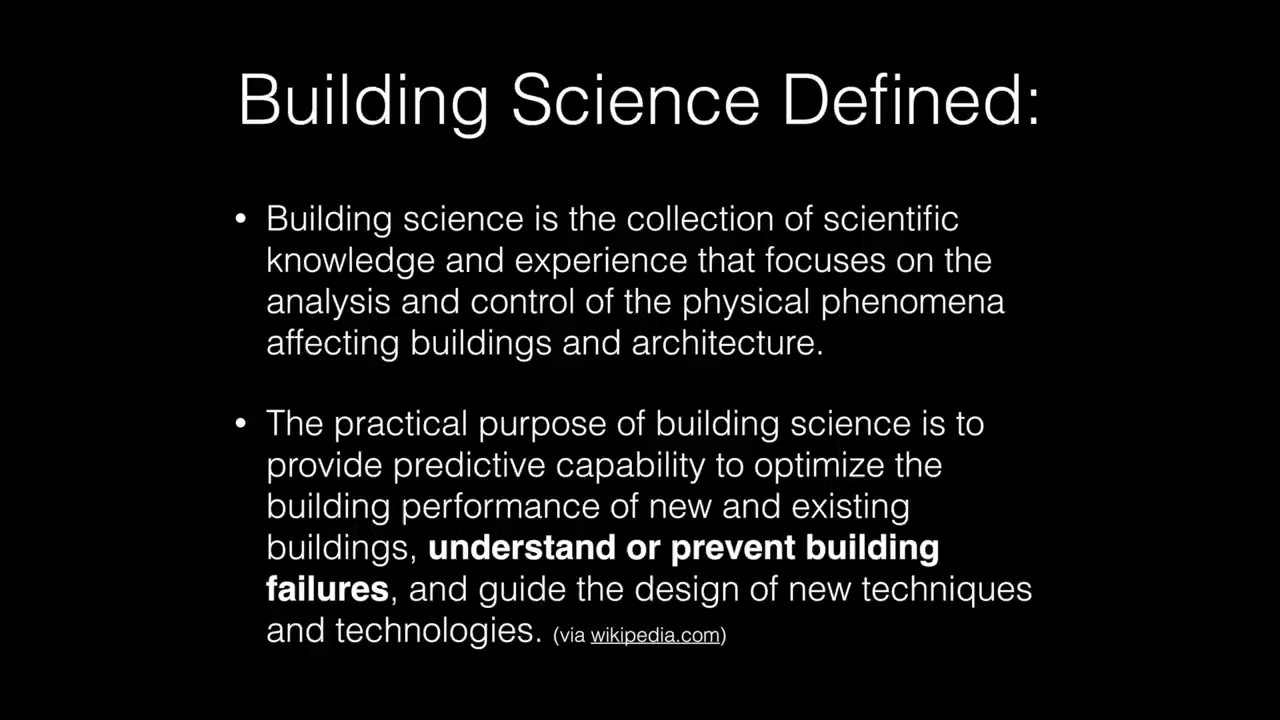 Building Science Defined:
• Building science is the collection of scientific
knowledge and experience that focuses on the
analysis and control of the physical phenomena
affecting buildings and architecture.
• The practical purpose of building science is to
provide predictive capability to optimize the
building performance of new and existing
buildings, understand or prevent building
failures, and guide the design of new techniques
and technologies. (via wikipedia.com)